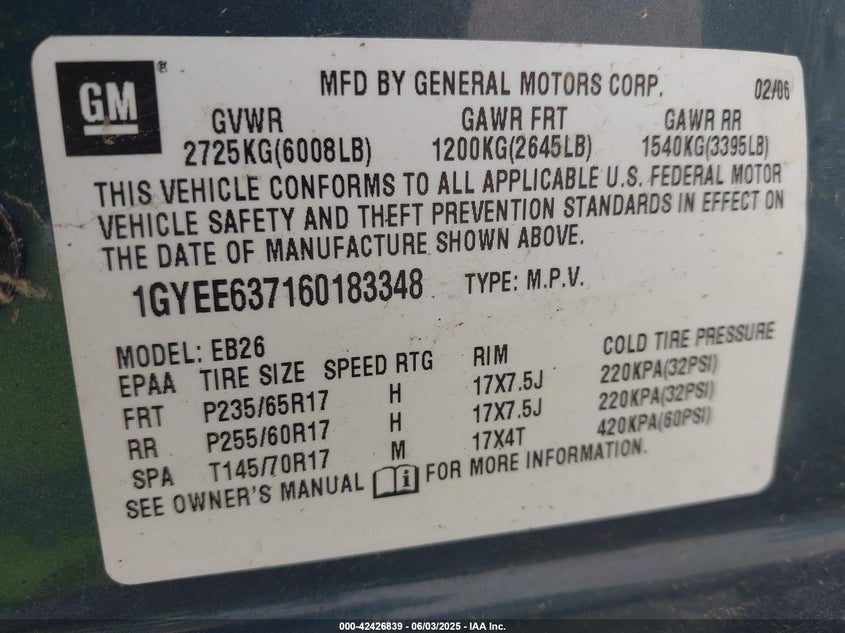 GM ® MFD BY GENERAL MOTORS CORP. 02/06
GVWR GAWR FRT GAWR RR
2725KG(6008LB) 1200KG(2645LB) 1540KG(3395LB)
THIS VEHICLE CONFORMS TO ALL APPLICABLE U.S. FEDERAL MOTOR
VEHICLE SAFETY AND THEFT PREVENTION STANDARDS IN EFFECT ON
THE DATE OF MANUFACTURE SHOWN ABOVE.
1GYEE637160183348 TYPE: M.P.V.
MODEL: EB26
EPAA TIRE SIZE SPEED RTG RIM COLD TIRE PRESSURE
FRT P235/65R17 H 17X7.5J 220KPA(32PSI)
RR P255/60R17 H 17X7.5J 220KPA(32PSI)
SPA T145/70R17 M 17X4T 420KPA(60PSI)
SEE OWNER'S MANUAL i FOR MORE INFORMATION.
000-42426839 - 06/03/2025 - IAA Inc.